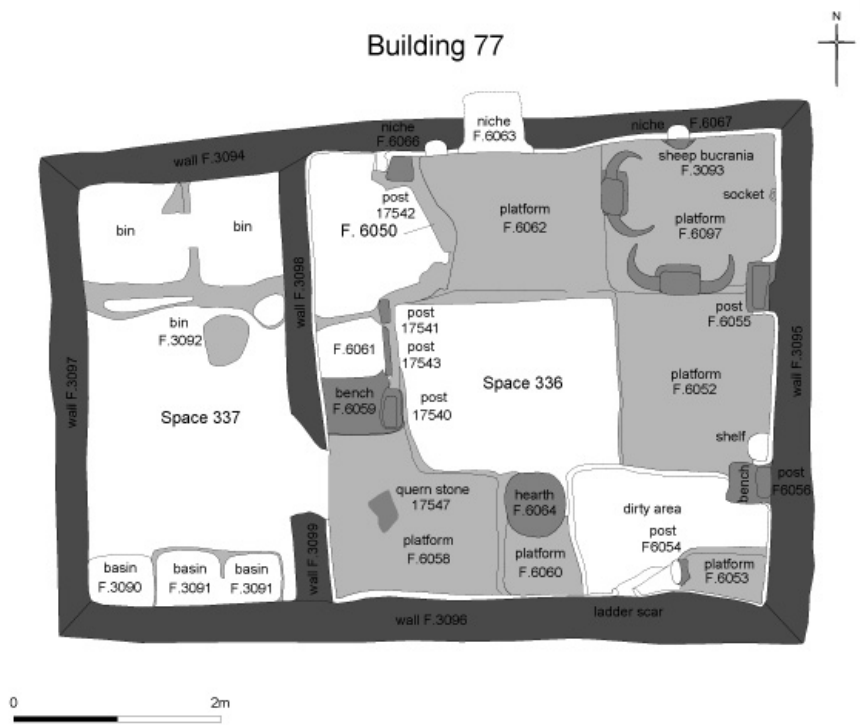 N
Building 77
niche
F.6063
niche
F.6066
niche F.6067
wall F.3094
sheep bucrania
F.3093
socket
bin
bin
post
17542
F. 6050
platform
F.6062
platform
F.6097
wall F.3098
post
17541
post
F.6055
bin
F.3092
F.6061
post
17543
wall F.3095
wall F.3097
Space 336
platform
F.6052
bench
F.6059
post
17540
Space 337
shelf
quern stone
17547
hearth
F.6064
bench
post
F6056
dirty area
post
F6054
wall F.3099
platform
F.6058
platform
F.6060
basin
F.3090
basin
F.3091
basin
F.3091
platform
F.6053
ladder scar
wall F.3096
0 2m